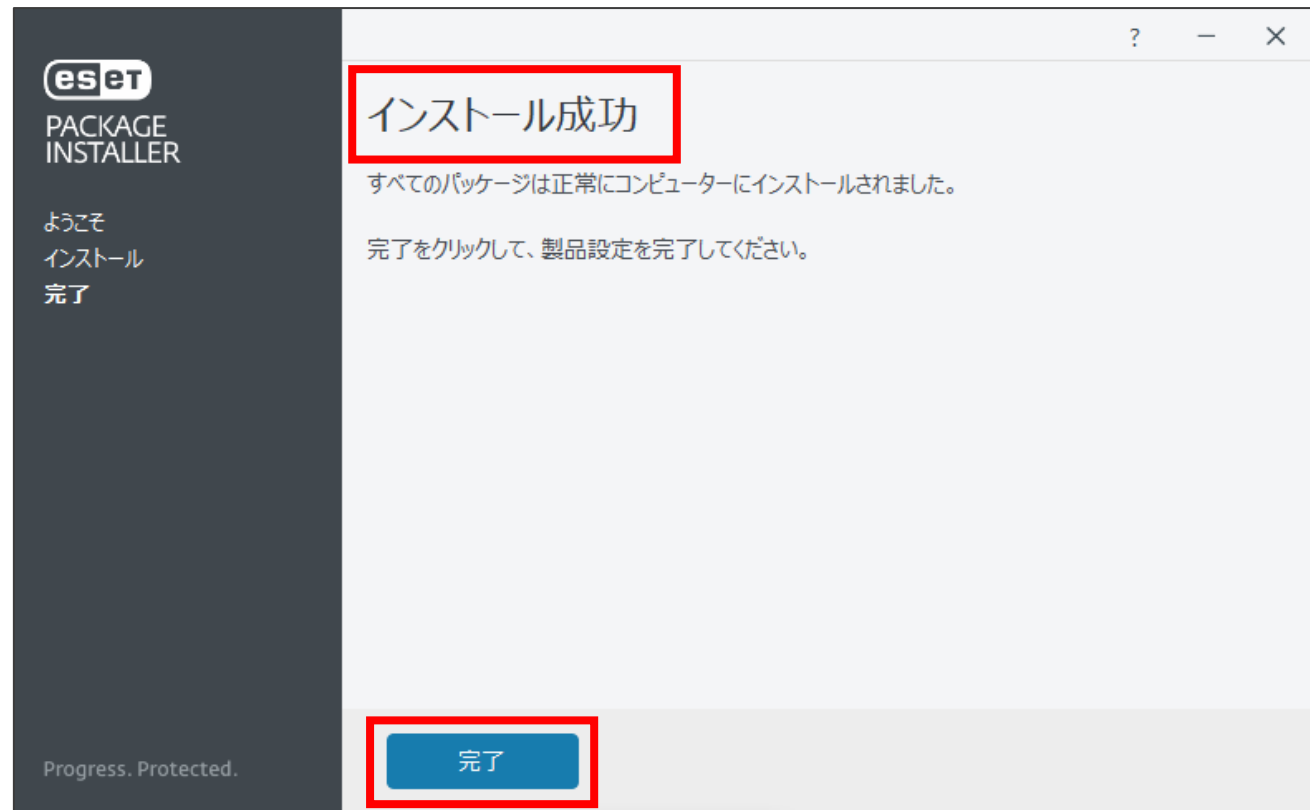 eset
PACKAGE
INSTALLER
ようこそ
インストール
完了
Progress. Protected.
?
インストール成功
すべてのパッケージは正常にコンピューターにインストールされました。
完了をクリックして、製品設定を完了してください。
完了